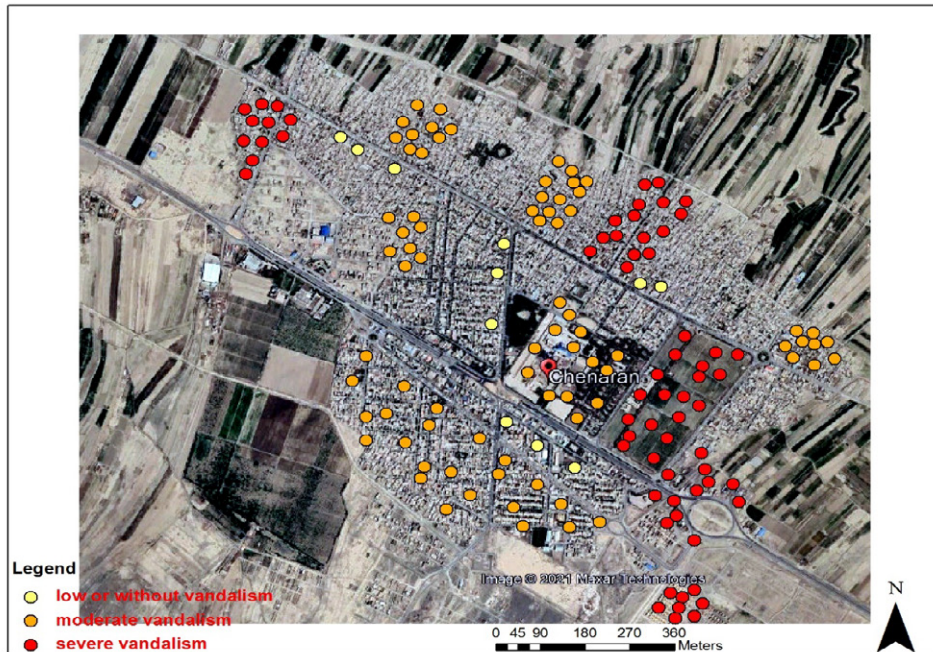 Chenaran
Image © 2021 Maxar Technologies
Legend
low or without vandalism
moderate vandalism
severe vandalism
N
0 45 90 180 270 360
Meters